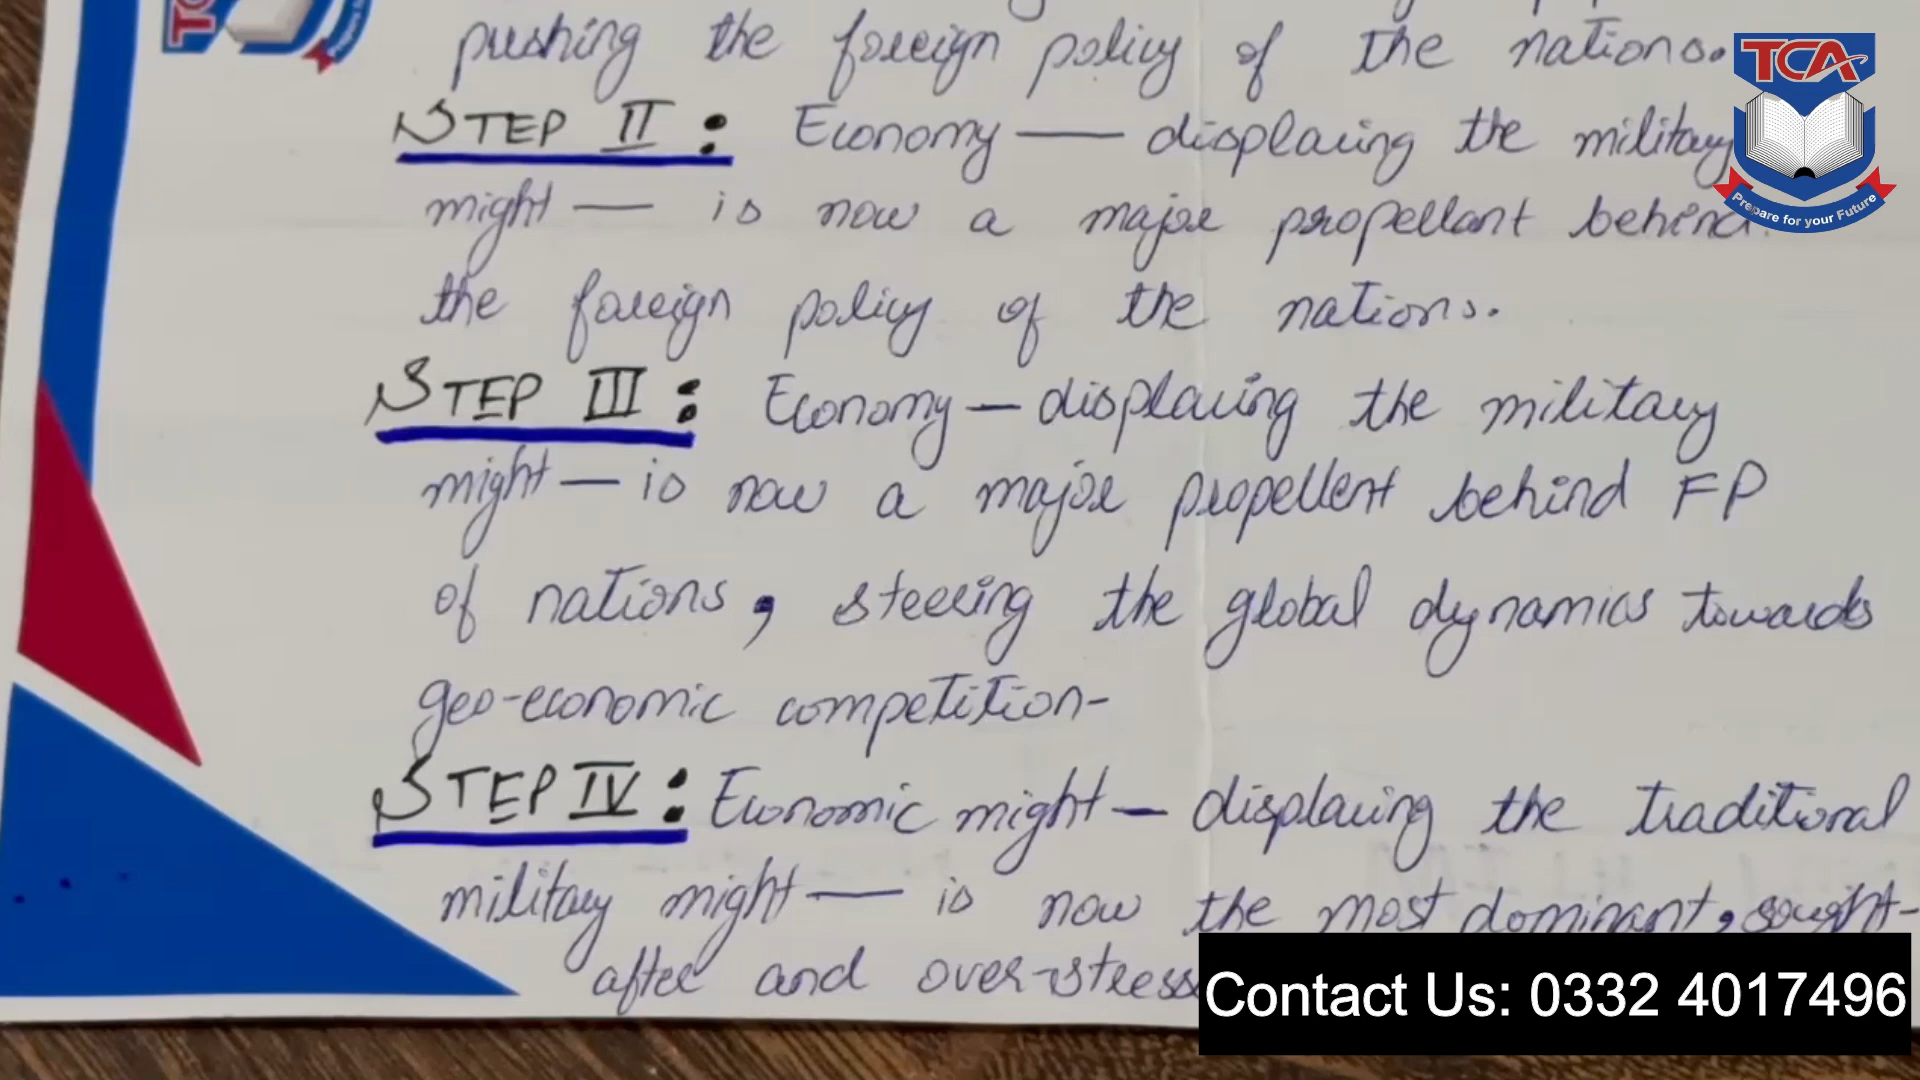 pushing the foreign policy of the nations.
STEP II: Economy — displacing the military
might — is now a major propellant behind
the foreign policy of the nations.
STEP III: Economy — displacing the military
might — is now a major propellent behind FP
of nations, steering the global dynamics towards
geo-economic competition-
STEP IV: Economic might — displacing the traditional
military might — is now the most dominant, sought-
after and over-stress
TCA
Prepare for your Future
Contact Us: 0332 4017496